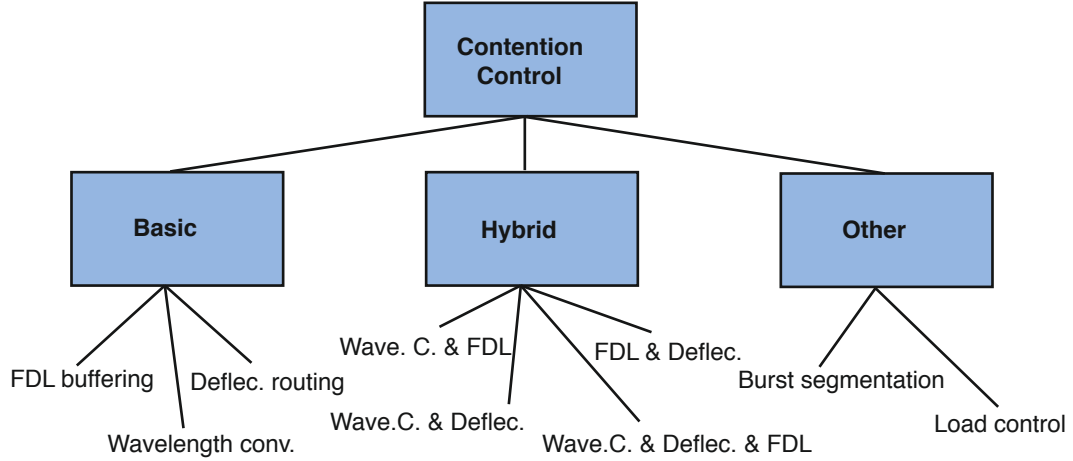 Contention
Control
Basic
Hybrid
Other
FDL buffering
Wavelength conv.
Deflec. routing
Wave. C. & FDL
Wave.C. & Deflec.
Wave.C. & Deflec. & FDL
FDL & Deflec.
Burst segmentation
Load control